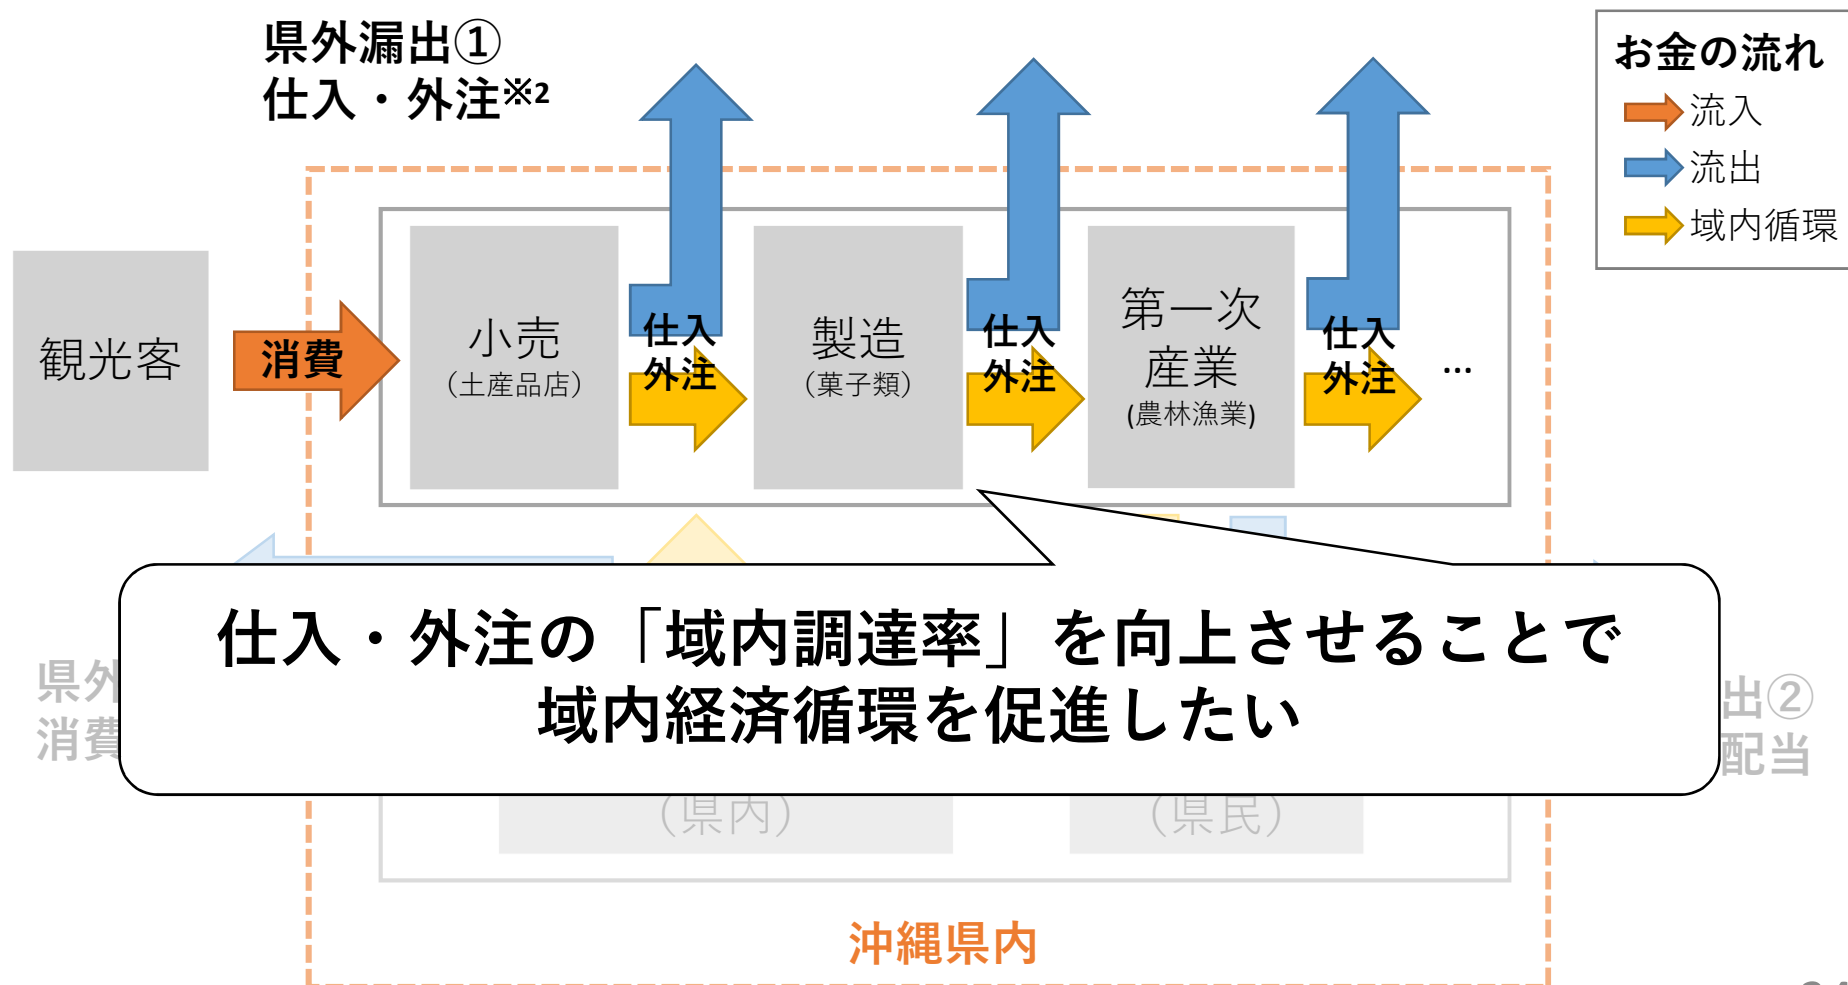 県外漏出①
仕入・外注※2
お金の流れ
流入
流出
域内循環
観光客
消費
小売
（土産品店）
仕入
外注
製造
（菓子類）
仕入
外注
第一次
産業
(農林漁業)
仕入
外注
…
仕入・外注の「域内調達率」を向上させることで
域内経済循環を促進したい
県外
消費
出②
配当
（県内）
（県民）
沖縄県内